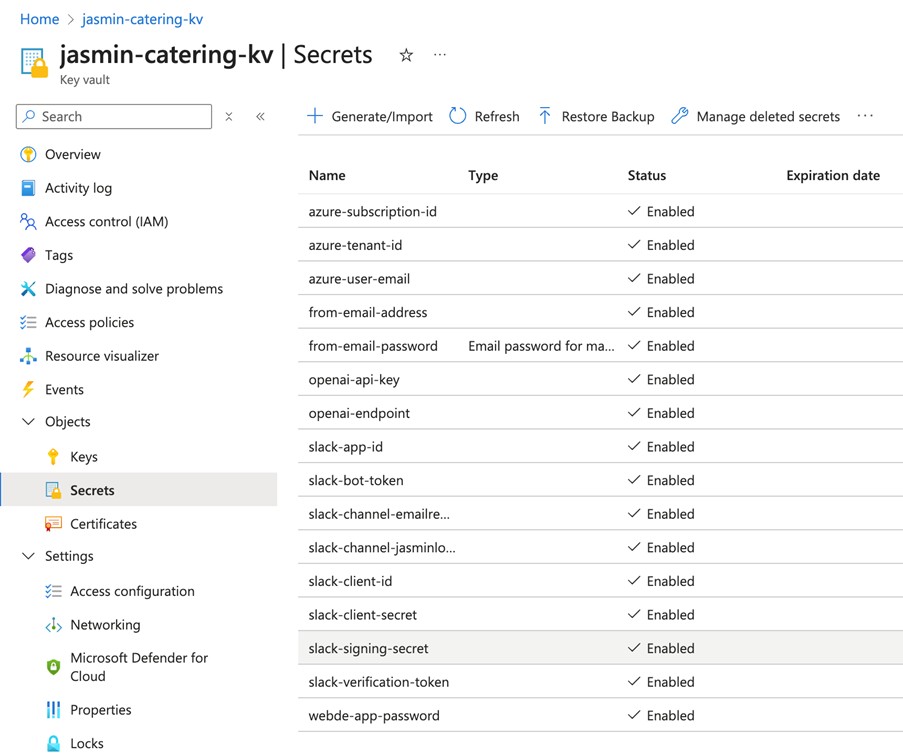 Home > jasmin-catering-kv
jasmin-catering-kv | Secrets ☆ ...
Key vault
Search
Generate/Import Refresh Restore Backup Manage deleted secrets ...
Overview
Activity log
Access control (IAM)
Tags
Diagnose and solve problems
Access policies
Resource visualizer
Events
Objects
Keys
Secrets
Certificates
Settings
Access configuration
Networking
Microsoft Defender for
Cloud
Properties
Locks
Name Type Status Expiration date
azure-subscription-id Enabled
azure-tenant-id Enabled
azure-user-email Enabled
from-email-address Enabled
from-email-password Email password for ma... Enabled
openai-api-key Enabled
openai-endpoint Enabled
slack-app-id Enabled
slack-bot-token Enabled
slack-channel-emailre... Enabled
slack-channel-jasminlo... Enabled
slack-client-id Enabled
slack-client-secret Enabled
slack-signing-secret Enabled
slack-verification-token Enabled
webde-app-password Enabled